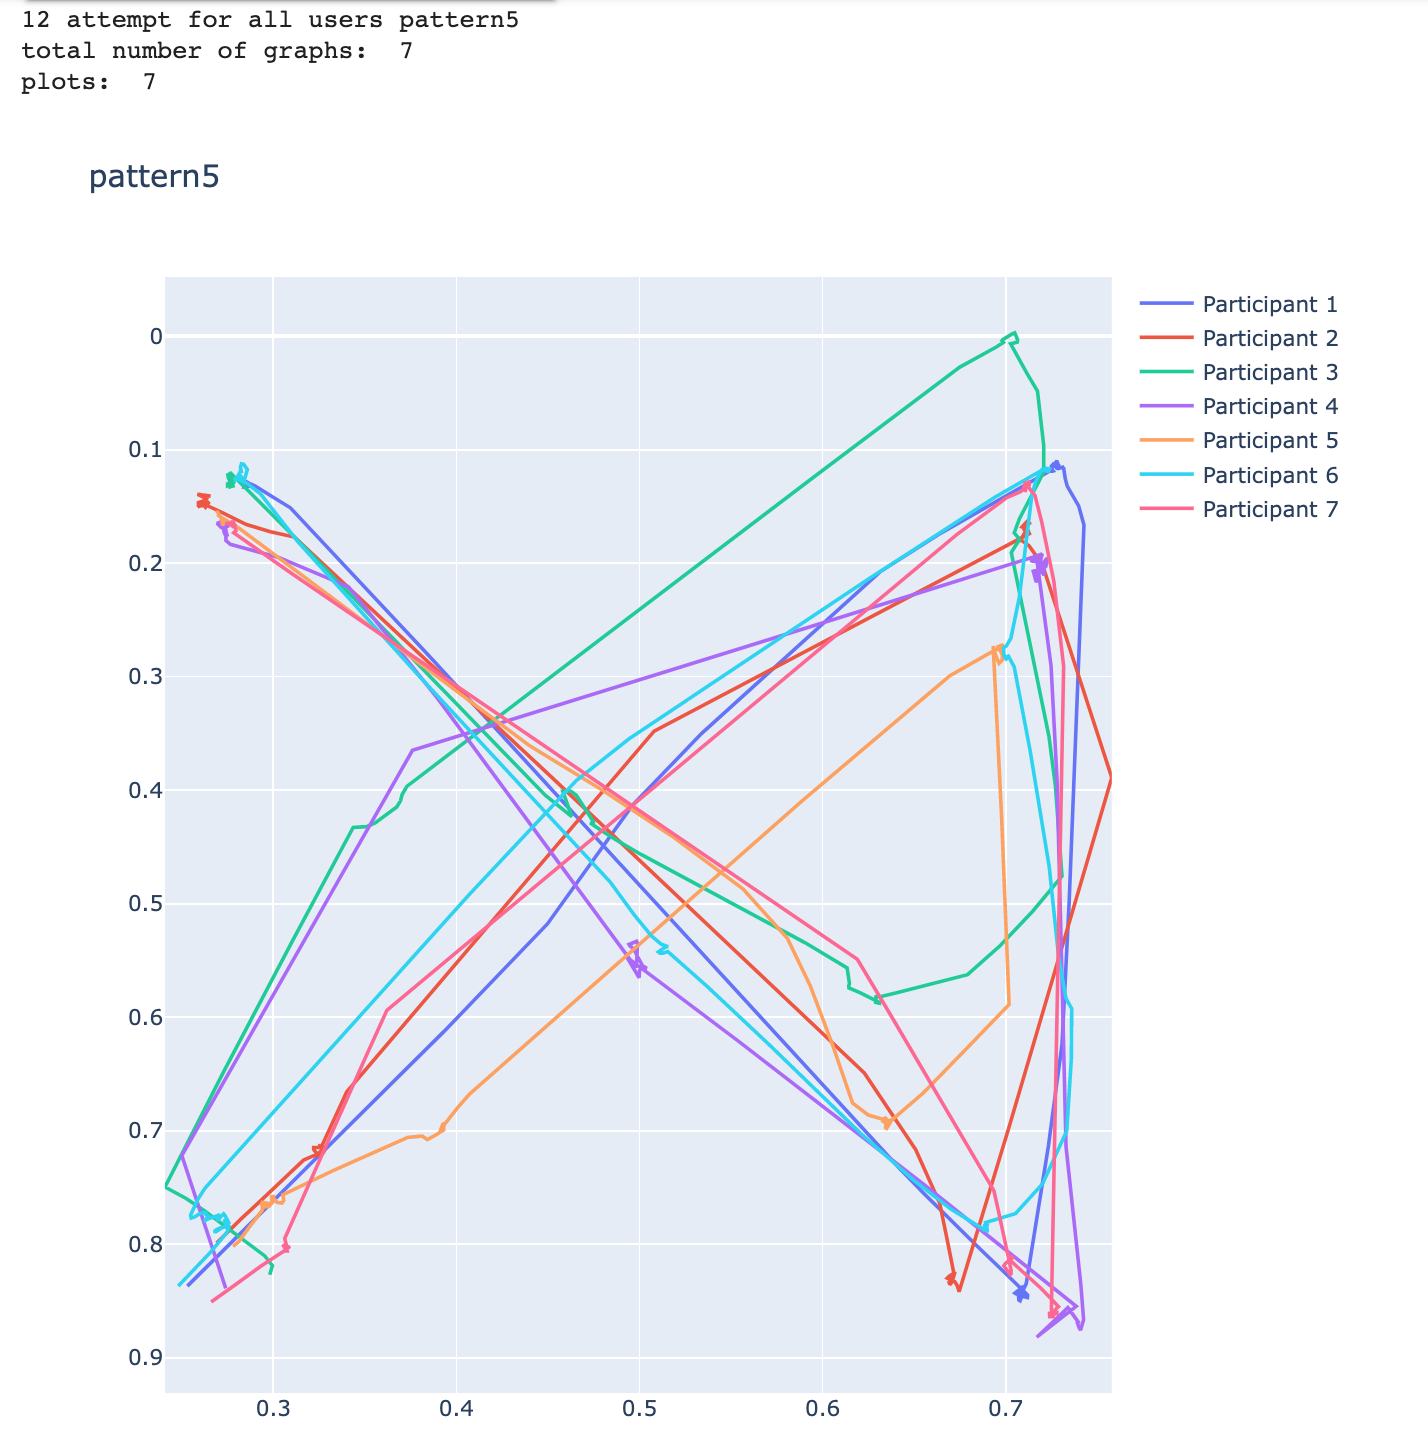 12 attempt for all users pattern5
total number of graphs:  7
plots:  7
pattern5
Participant 1
Participant 2
Participant 3
Participant 4
Participant 5
Participant 6
Participant 7
0
0.1
0.2
0.3
0.4
0.5
0.6
0.7
0.8
0.9
0.3 0.4 0.5 0.6 0.7